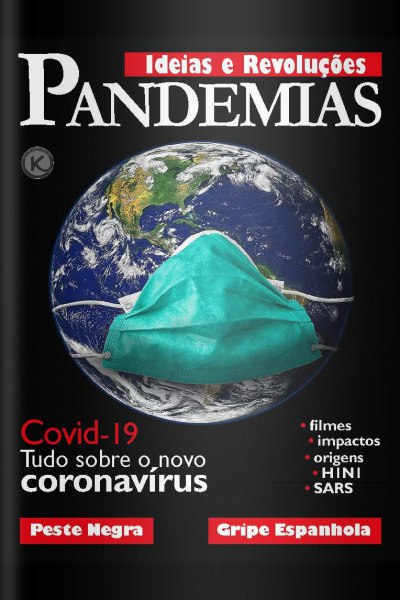 Ideias e Revoluções
PANDEMIAS
K
Covid-19
Tudo sobre o novo
coronavírus
• filmes
• impactos
• origens
• H1N1
• SARS
Peste Negra
Gripe Espanhola